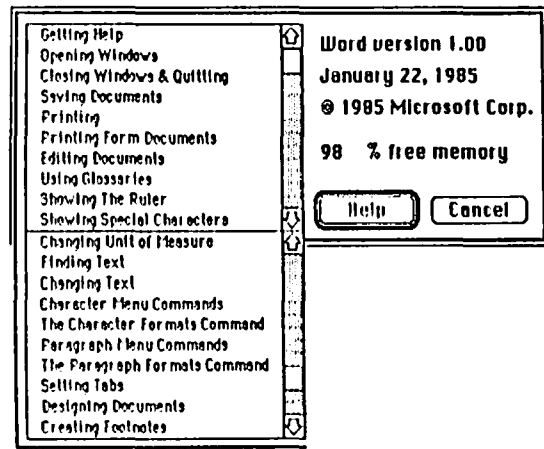 Getting Help
Opening Windows
Closing Windows & Quitting
Saving Documents
Printing
Printing Form Documents
Editing Documents
Using Glossaries
Showing The Ruler
Showing Special Characters
Changing Unit of Measure
Finding Text
Changing Text
Character Menu Commands
The Character Formats Command
Paragraph Menu Commands
The Paragraph Formats Command
Setting Tabs
Designing Documents
Creating Footnotes
Word version 1.00
January 22, 1985
© 1985 Microsoft Corp.
98 % free memory
Help
Cancel